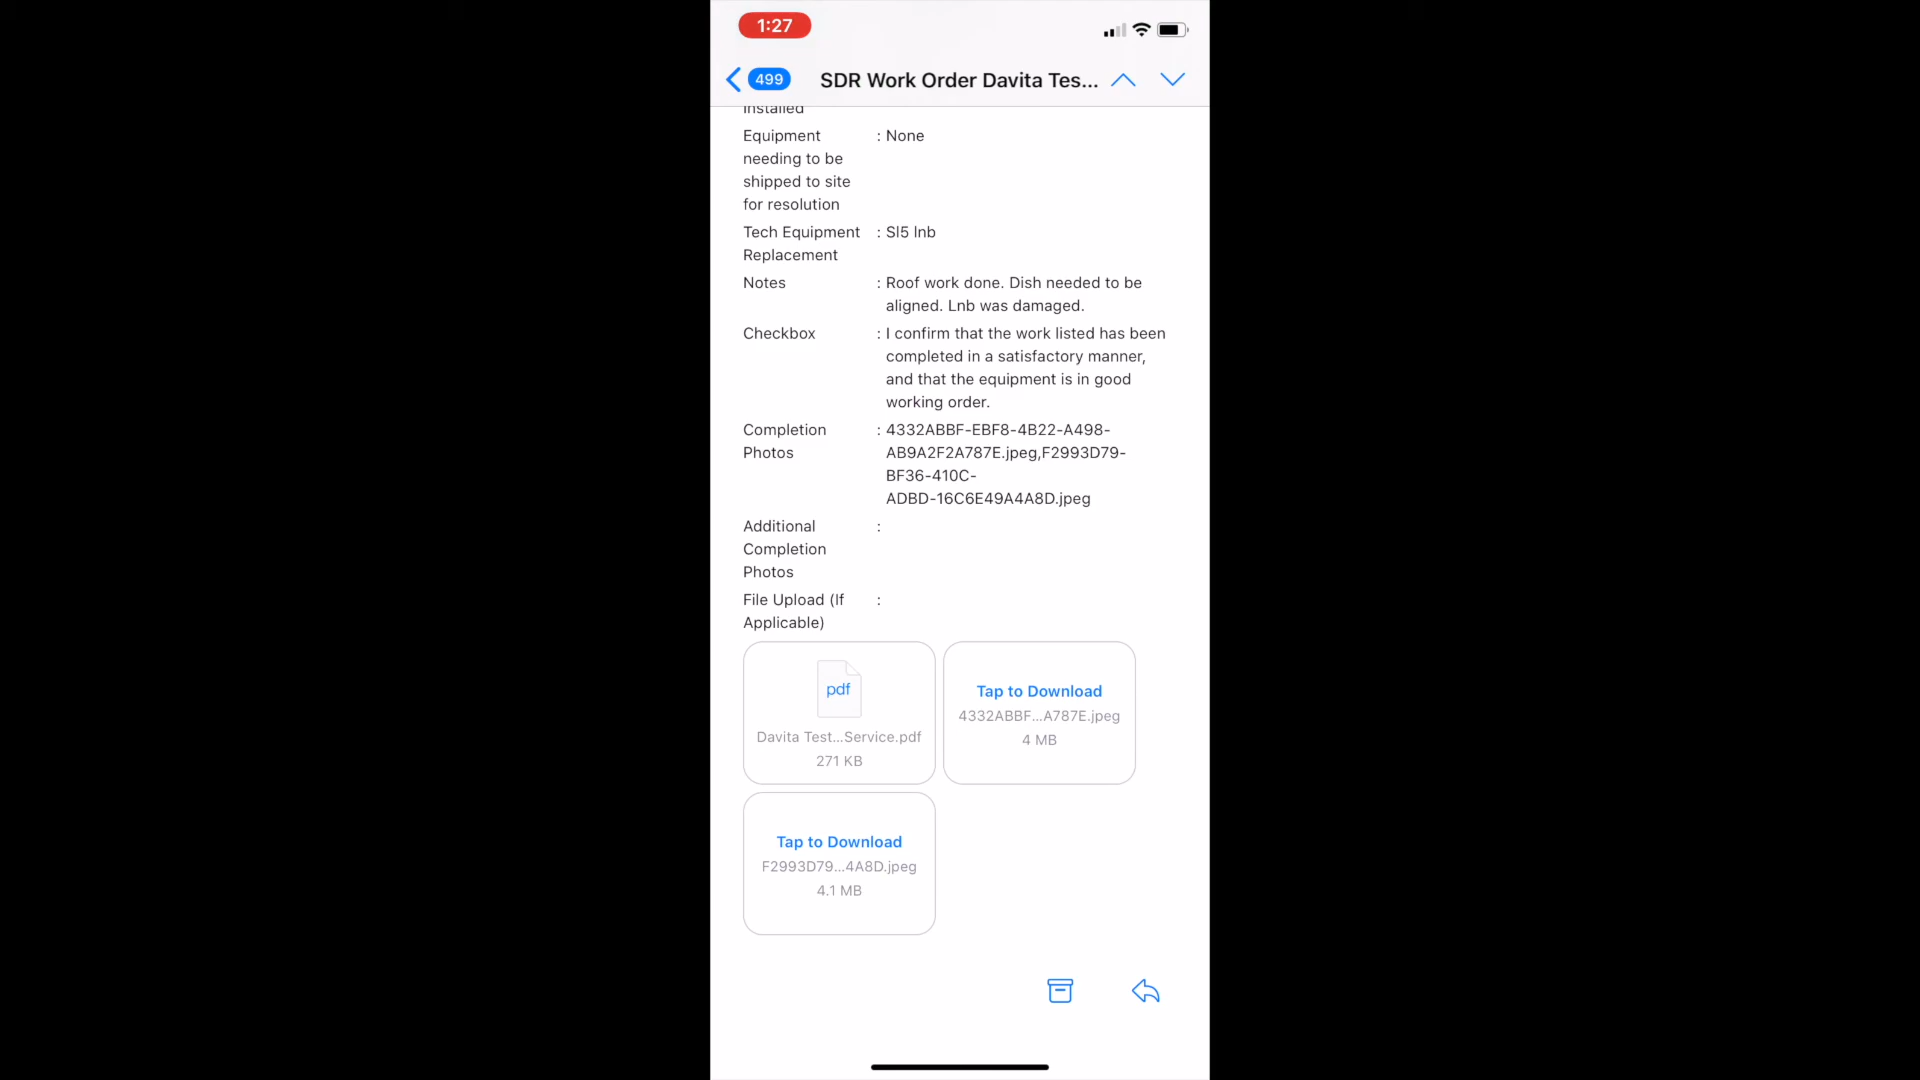 1:27
499
SDR Work Order Davita Tes...
Installed
Equipment : None
needing to be
shipped to site
for resolution
Tech Equipment : Sl5 lnb
Replacement
Notes : Roof work done. Dish needed to be
aligned. Lnb was damaged.
Checkbox : I confirm that the work listed has been
completed in a satisfactory manner,
and that the equipment is in good
working order.
Completion : 4332ABBF-EBF8-4B22-A498-
Photos AB9A2F2A787E.jpeg,F2993D79-
BF36-410C-
ADBD-16C6E49A4A8D.jpeg
Additional :
Completion
Photos
File Upload (If :
Applicable)
pdf
Davita Test...Service.pdf
271 KB
Tap to Download
4332ABBF...A787E.jpeg
4 MB
Tap to Download
F2993D79...4A8D.jpeg
4.1 MB